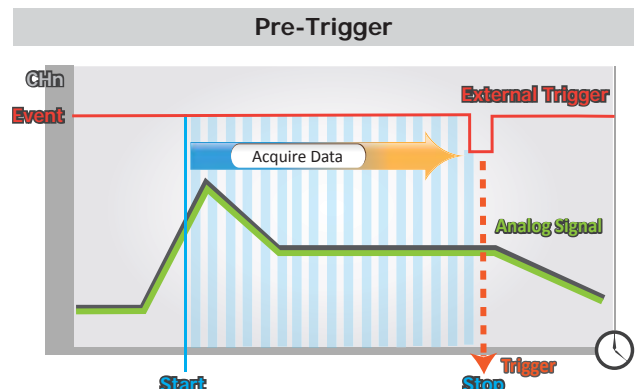 Pre-Trigger
CHn
External Trigger
Event
Acquire Data
Analog Signal
Trigger
Start
Stop